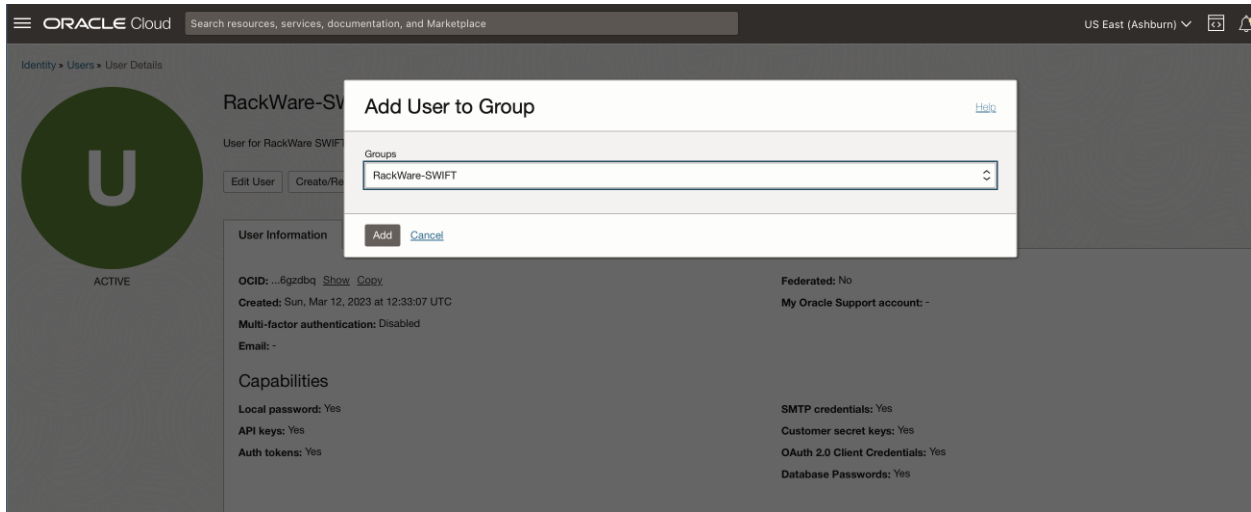 ORACLE Cloud
Search resources, services, documentation, and Marketplace
US East (Ashburn)
Identity » Users » User Details
U
ACTIVE
RackWare-SW
User for RackWare SWIFT
Edit User
Create/Re
Add User to Group
Help
Groups
RackWare-SWIFT
Add
Cancel
User Information
OCID: ...6gzdbq Show Copy
Created: Sun, Mar 12, 2023 at 12:33:07 UTC
Multi-factor authentication: Disabled
Email: -
Federated: No
My Oracle Support account: -
Capabilities
Local password: Yes
API keys: Yes
Auth tokens: Yes
SMTP credentials: Yes
Customer secret keys: Yes
OAuth 2.0 Client Credentials: Yes
Database Passwords: Yes